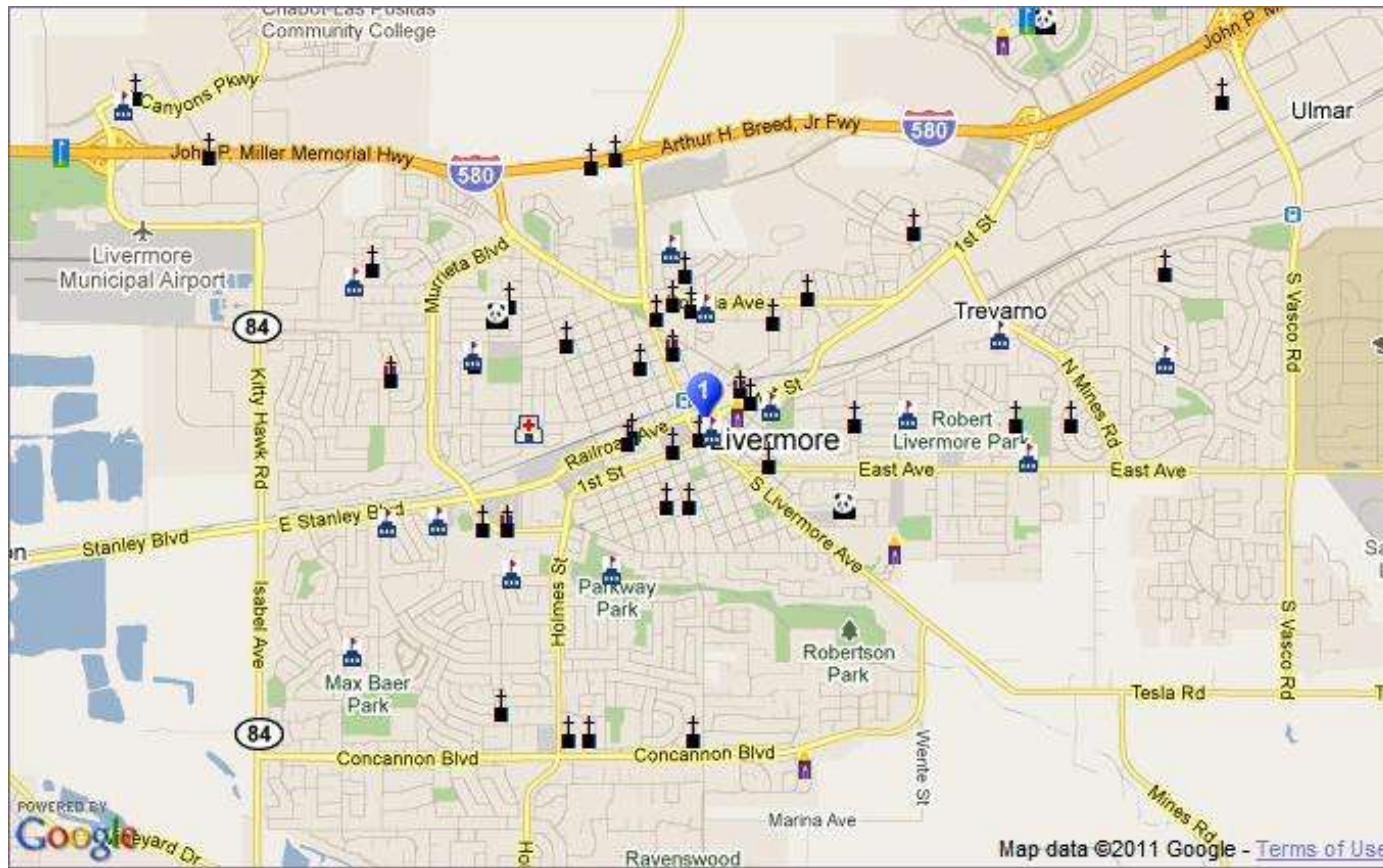 Chabot-Las Positas
Community College
Canyons Pkwy
John P. Miller Memorial Hwy
580
Arthur H. Breed, Jr Fwy
580
Ulmar
Livermore
Municipal Airport
Murrieta Blvd
1st St
S Vasco Rd
84
Trevarno
N Mines Rd
Kitty Hawk Rd
1
Robert
Livermore Park
Livermore
Railroad Ave
1st St
East Ave
East Ave
E Stanley Blvd
Stanley Blvd
S Livermore Ave
Isabel Ave
Holmes St
Parkway
Park
S Vasco Rd
Robertson
Park
Max Baer
Park
Tesla Rd
84
Concannon Blvd
Concannon Blvd
Wente St
Mines Rd
POWERED BY
Google
Marina Ave
Ravenswood
Map data ©2011 Google - Terms of Use